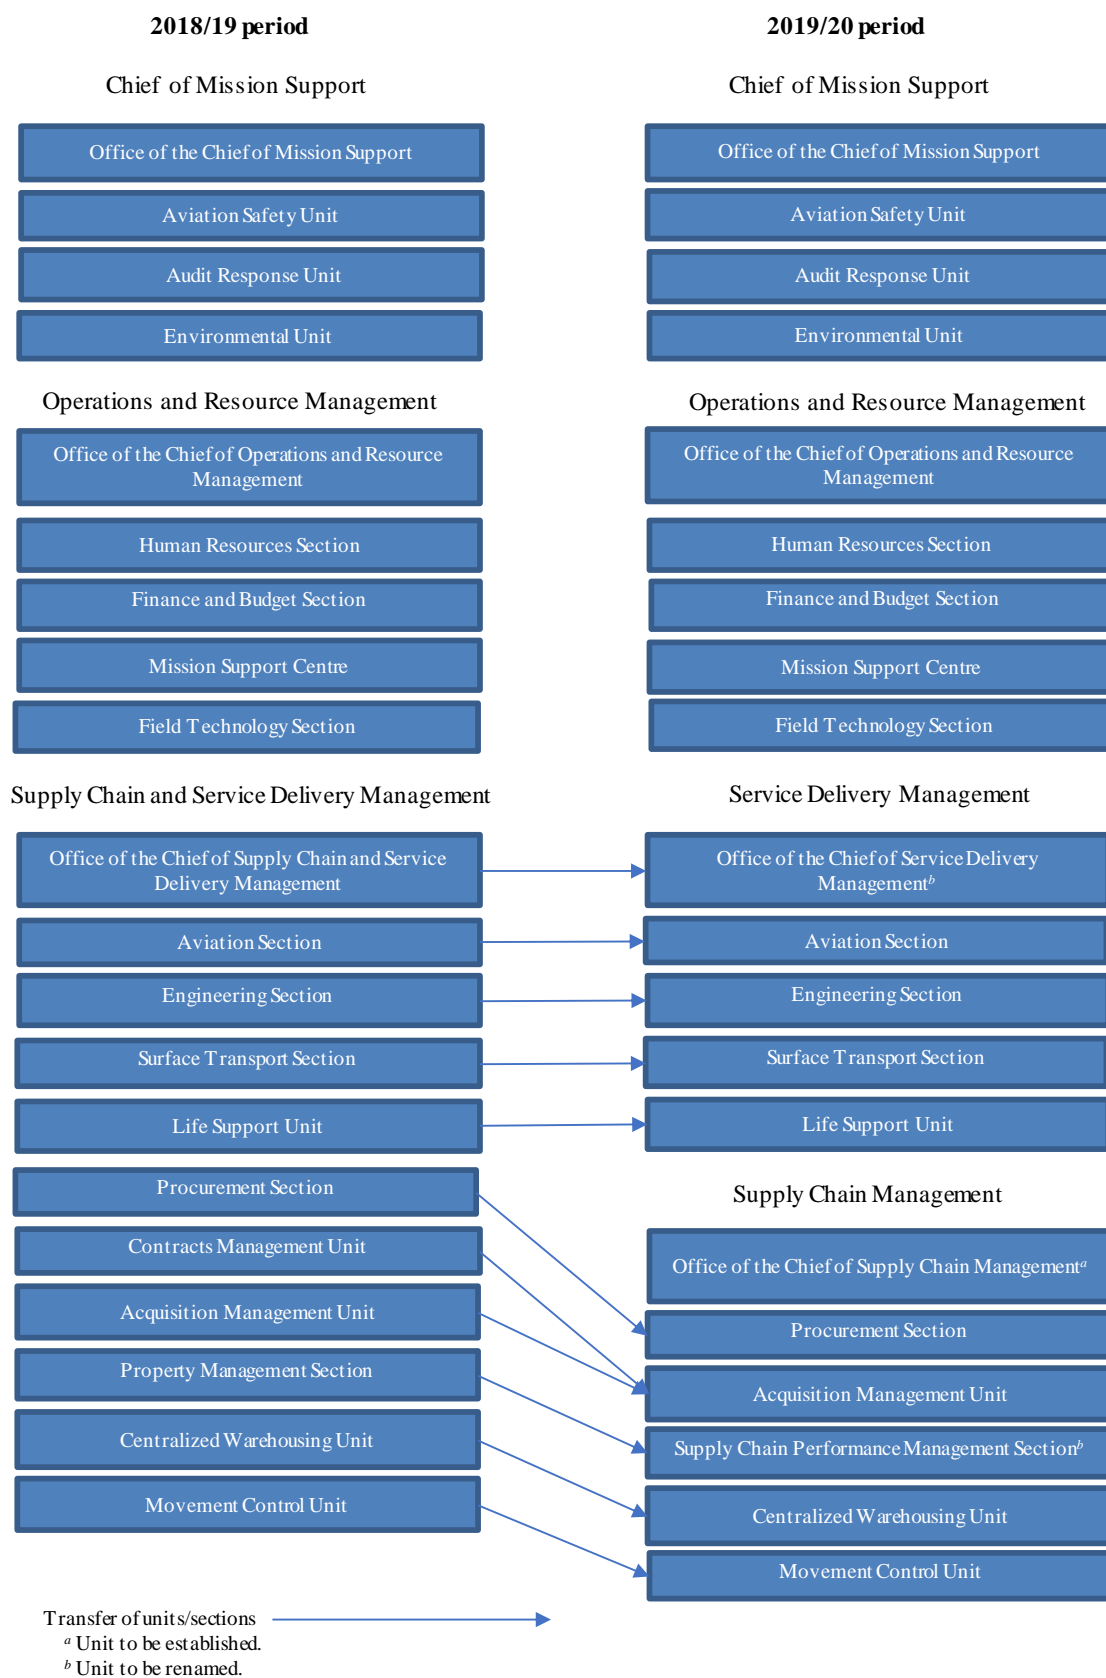 2018/19 period
Chief of Mission Support
Office of the Chief of Mission Support
Aviation Safety Unit
Audit Response Unit
Environmental Unit
Operations and Resource Management
Office of the Chief of Operations and Resource
Management
Human Resources Section
Finance and Budget Section
Mission Support Centre
Field Technology Section
Supply Chain and Service Delivery Management
Office of the Chief of Supply Chain and Service
Delivery Management
Aviation Section
Engineering Section
Surface Transport Section
Life Support Unit
Procurement Section
Contracts Management Unit
Acquisition Management Unit
Property Management Section
Centralized Warehousing Unit
Movement Control Unit
2019/20 period
Chief of Mission Support
Office of the Chief of Mission Support
Aviation Safety Unit
Audit Response Unit
Environmental Unit
Operations and Resource Management
Office of the Chief of Operations and Resource
Management
Human Resources Section
Finance and Budget Section
Mission Support Centre
Field Technology Section
Service Delivery Management
Office of the Chief of Service Delivery
Management b
Aviation Section
Engineering Section
Surface Transport Section
Life Support Unit
Supply Chain Management
Office of the Chief of Supply Chain Management a
Procurement Section
Acquisition Management Unit
Supply Chain Performance Management Section b
Centralized Warehousing Unit
Movement Control Unit
Transfer of units/sections
a Unit to be established.
b Unit to be renamed.